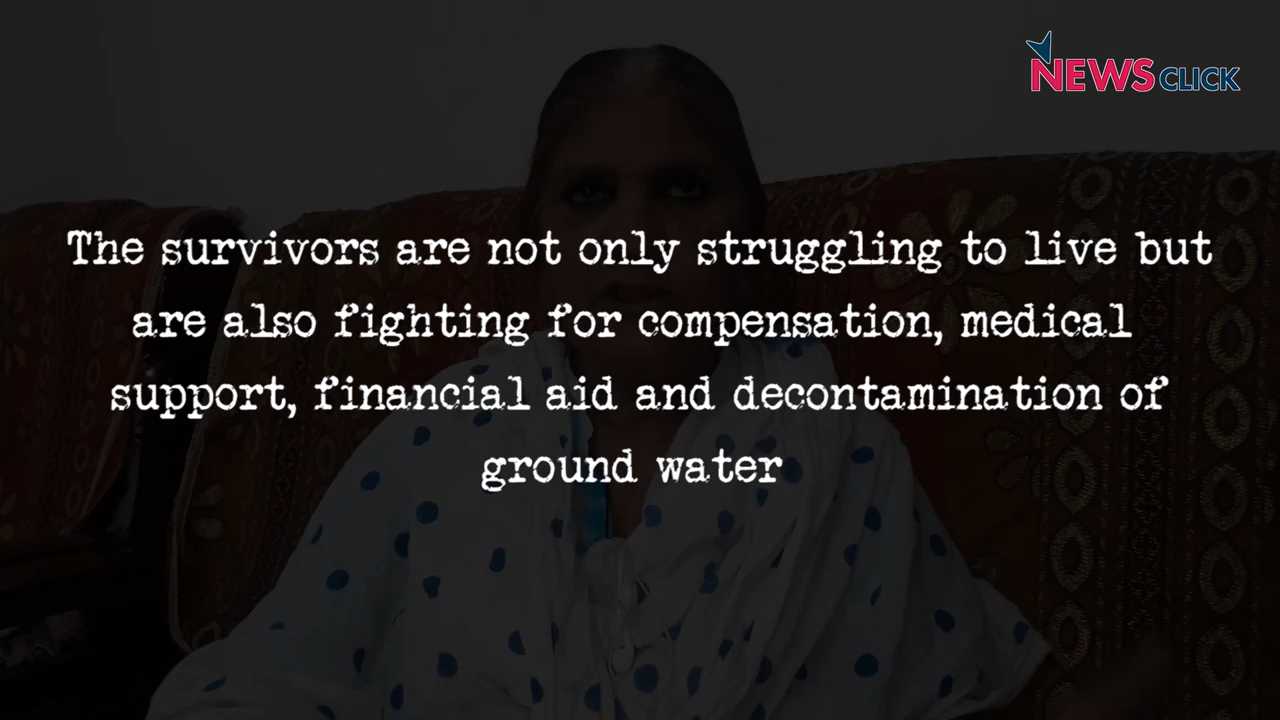 NEWSCLICK
The survivors are not only struggling to live but
are also fighting for compensation, medical
support, financial aid and decontamination of
ground water